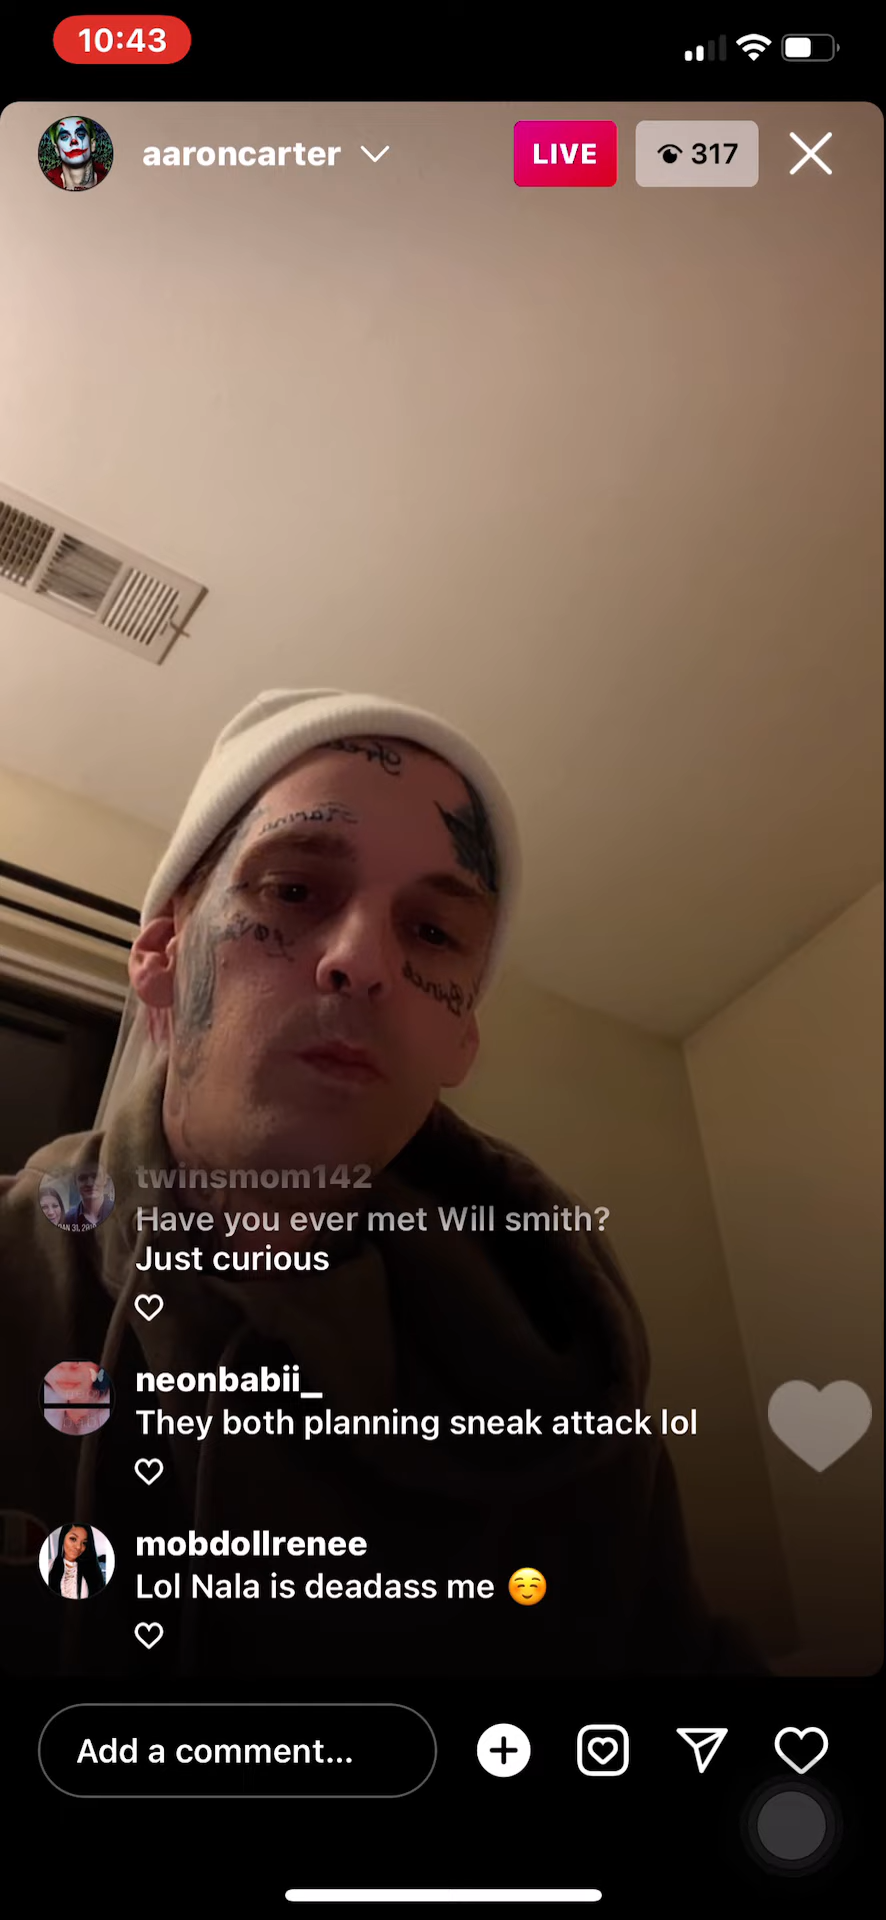 10:43
aaroncarter
LIVE
317
twinsmom142
Have you ever met Will smith?
Just curious
neonbabii_
They both planning sneak attack lol
mobdollrenee
Lol Nala is deadass me ☺️
Add a comment...